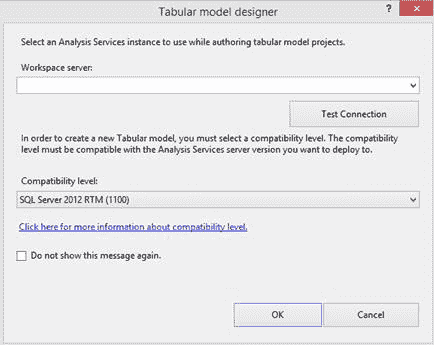 Tabular model designer
?
Select an Analysis Services instance to use while authoring tabular model projects.
Workspace server:
Test Connection
In order to create a new Tabular model, you must select a compatibility level. The compatibility
level must be compatible with the Analysis Services server version you want to deploy to.
Compatibility level:
SQL Server 2012 RTM (1100)
Click here for more information about compatibility level.
Do not show this message again.
OK
Cancel